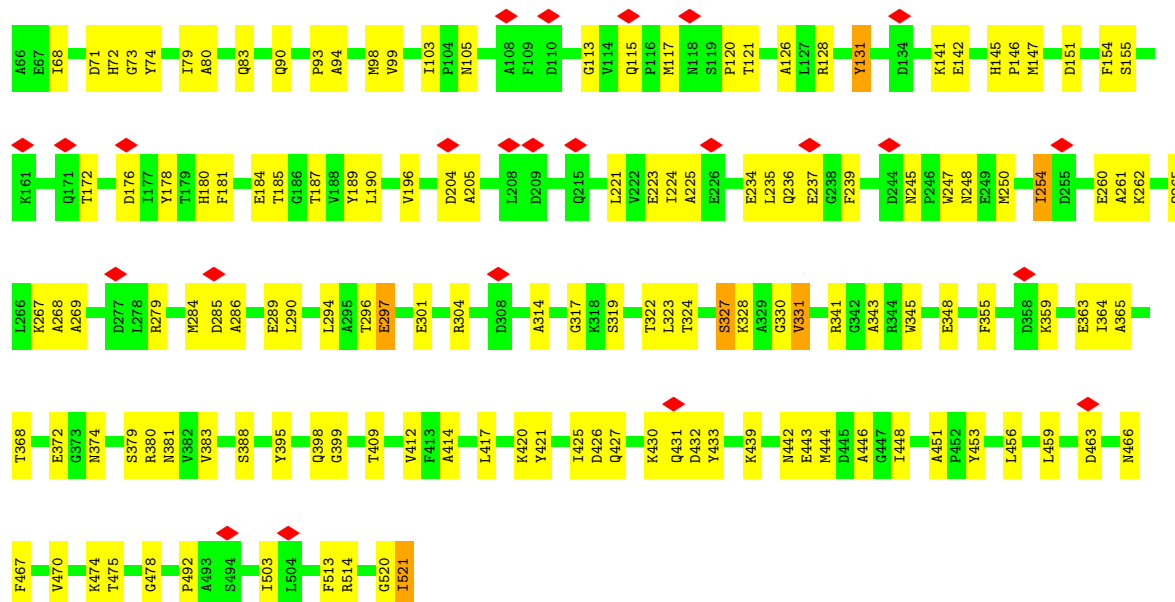 A66 E67 I68 D71 H72 G73 Y74 I79 A80 Q83 Q90 P93 A94 M98 V99 I103 P104 N105 A108 F109 D110 G113 V114 Q115 P116 M117 N118 S119 P120 T121 A126 L127 R128 Y131 D134 K141 E142 H145 P146 M147 D151 F154 S155
K161 Q171 T172 D176 I177 Y178 T179 H180 F181 E184 T185 G186 T187 V188 Y189 L190 V196 D204 A205 L208 D209 Q215 L221 V222 E223 I224 A225 E226 E234 L235 Q236 E237 G238 F239 D244 N245 P246 W247 N248 E249 M250 I254 D255 E260 A261 K262
L266 K267 A268 A269 D277 L278 R279 M284 D285 A286 E289 L290 L294 A295 T296 E297 E301 R304 D308 A314 G317 K318 S319 T322 L323 T324 S327 K328 A329 G330 V331 R341 G342 A343 R344 W345 E348 F355 D358 K359 E363 I364 A365
T368 E372 G373 N374 S379 R380 N381 V382 V383 S388 Y395 Q398 G399 T409 V412 F413 A414 L417 K420 Y421 I425 D426 Q427 K430 Q431 D432 Y433 K439 N442 E443 M444 D445 A446 G447 I448 A451 P452 Y453 L456 L459 D463 N466
F467 V470 K474 T475 G478 P492 A493 S494 I503 L504 F513 R514 G520 I521